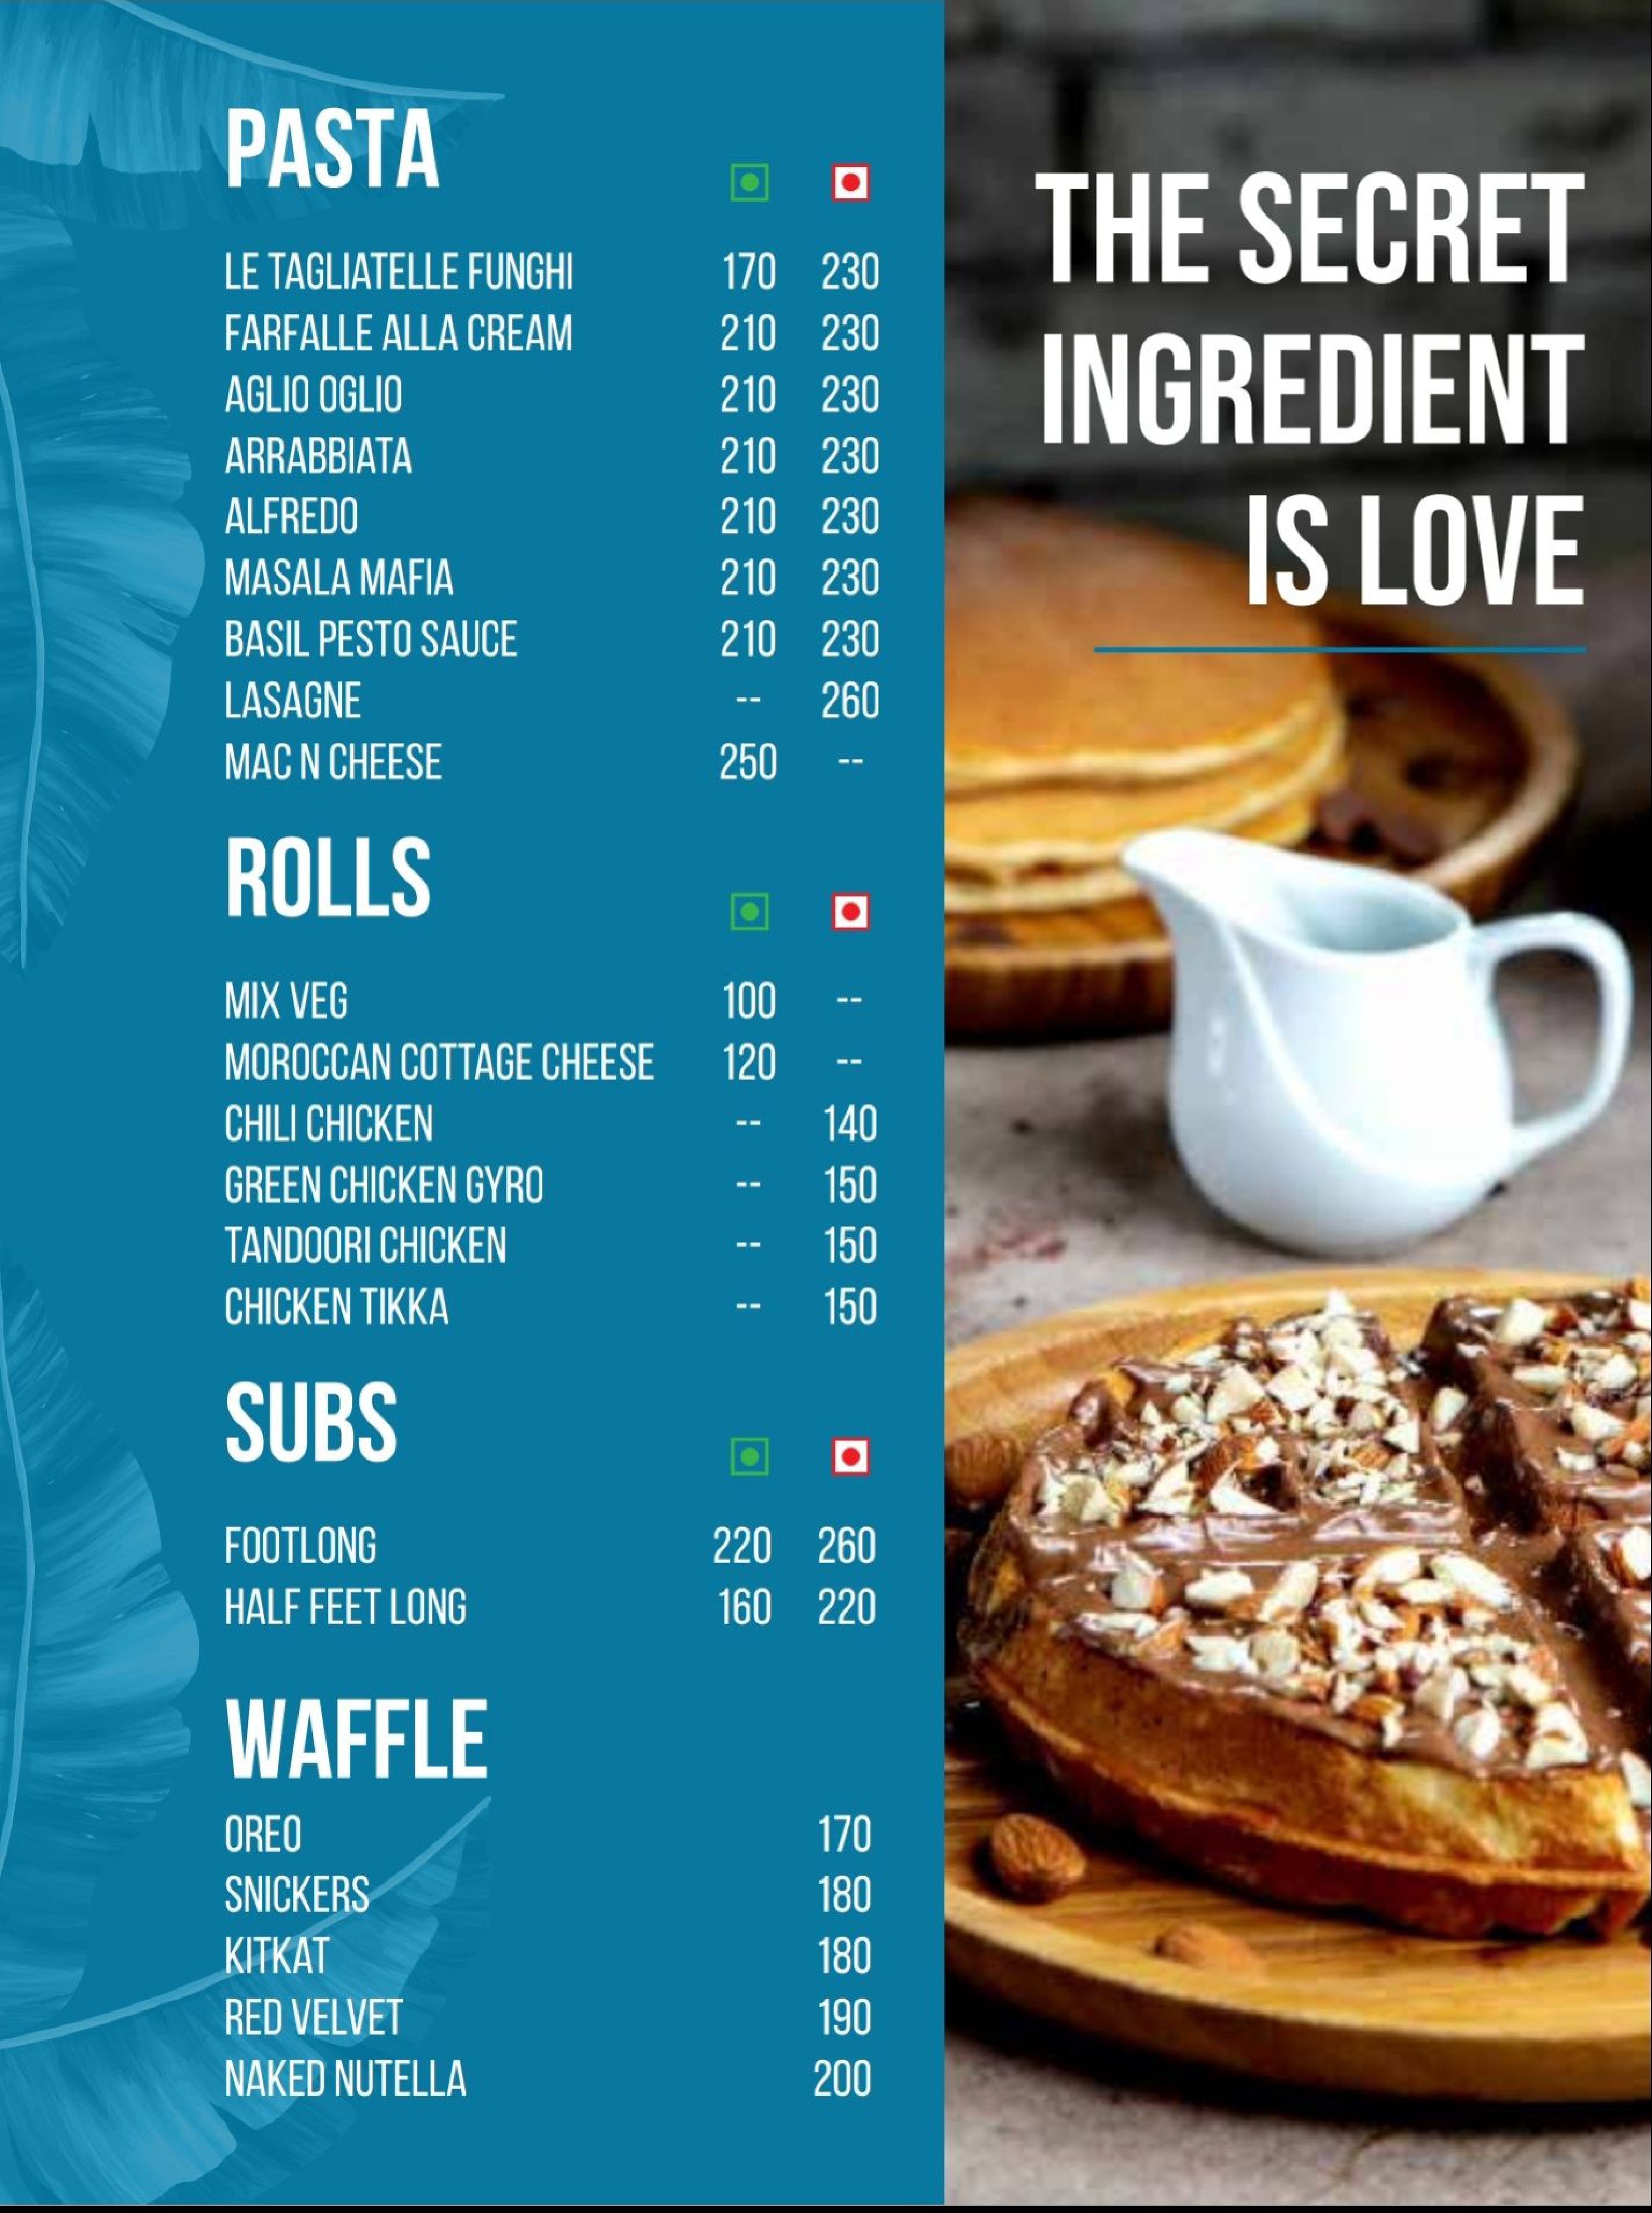 PASTA
LE TAGLIATELLE FUNGHI 170 230
FARFALLE ALLA CREAM 210 230
AGLIO OGLIO 210 230
ARRABBIATA 210 230
ALFREDO 210 230
MASALA MAFIA 210 230
BASIL PESTO SAUCE 210 230
LASAGNE -- 260
MAC N CHEESE 250 --
ROLLS
MIX VEG 100 --
MOROCCAN COTTAGE CHEESE 120 --
CHILI CHICKEN -- 140
GREEN CHICKEN GYRO -- 150
TANDOORI CHICKEN -- 150
CHICKEN TIKKA -- 150
SUBS
FOOTLONG 220 260
HALF FEET LONG 160 220
WAFFLE
OREO 170
SNICKERS 180
KITKAT 180
RED VELVET 190
NAKED NUTELLA 200
THE SECRET
INGREDIENT
IS LOVE